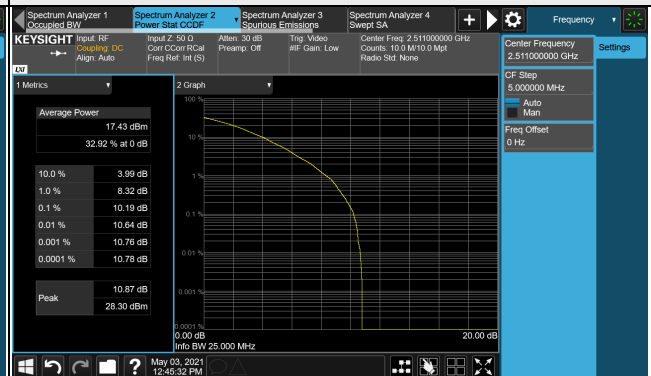 Spectrum Analyzer 1
Occupied BW
Spectrum Analyzer 2
Power Stat CCDF
Spectrum Analyzer 3
Spurious Emissions
Spectrum Analyzer 4
Swept SA
Frequency
KEYSIGHT
Input: RF
Coupling: DC
Align: Auto
Input Z: 50 Ω
Corr CCorr RCal
Freq Ref: Int (S)
Atten: 30 dB
Preamp: Off
Trig: Video
#IF Gain: Low
Center Freq: 2.511000000 GHz
Counts: 10.0 M/10.0 Mpt
Radio Std: None
LXI
Center Frequency
2.511000000 GHz
Settings
CF Step
5.000000 MHz
Auto
Man
Freq Offset
0 Hz
1 Metrics
Average Power
17.43 dBm
32.92 % at 0 dB
10.0 % 3.99 dB
1.0 % 8.32 dB
0.1 % 10.19 dB
0.01 % 10.64 dB
0.001 % 10.76 dB
0.0001 % 10.78 dB
Peak
10.87 dB
28.30 dBm
2 Graph
100 %
10 %
1 %
0.1 %
0.01 %
0.001 %
0.0001 %
0.00 dB
20.00 dB
Info BW 25.000 MHz
May 03, 2021
12:45:32 PM